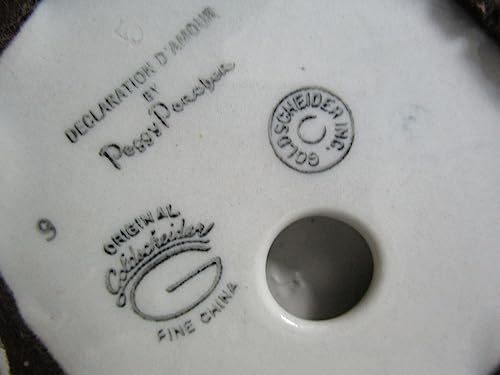 DECLARATION D'AMOUR
BY
Peggy Porcher
GOLDSCHEIDER INC.
C
9
ORIGINAL
Goldscheider
G
FINE CHINA